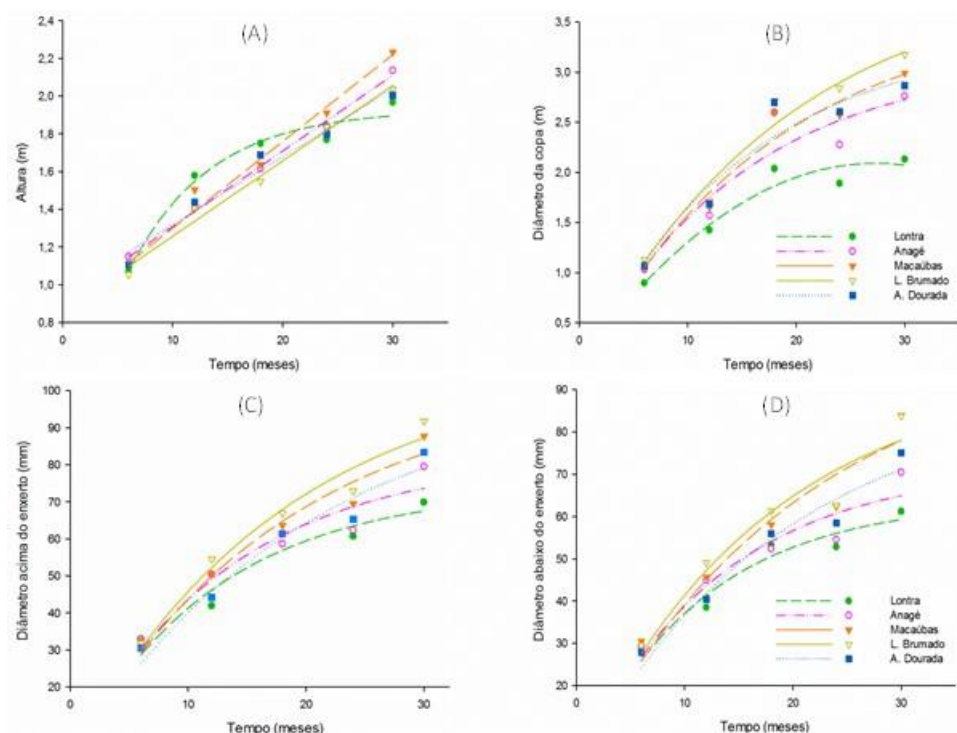 (A)
Altura (m)
2,4
2,2
2,0
1,8
1,6
1,4
1,2
1,0
0,8
0
10
20
30
Tempo (meses)
(B)
Diâmetro da copa (m)
3,5
3,0
2,5
2,0
1,5
1,0
0,5
0
10
20
30
Tempo (meses)
Lontra
Anagé
Macaúbas
L. Brumado
A. Dourada
(C)
Diâmetro acima do enxerto (mm)
100
90
80
70
60
50
40
30
20
0
10
20
30
Tempo (meses)
(D)
Diâmetro abaixo do enxerto (mm)
90
80
70
60
50
40
30
20
0
10
20
30
Tempo (meses)
Lontra
Anagé
Macaúbas
L. Brumado
A. Dourada